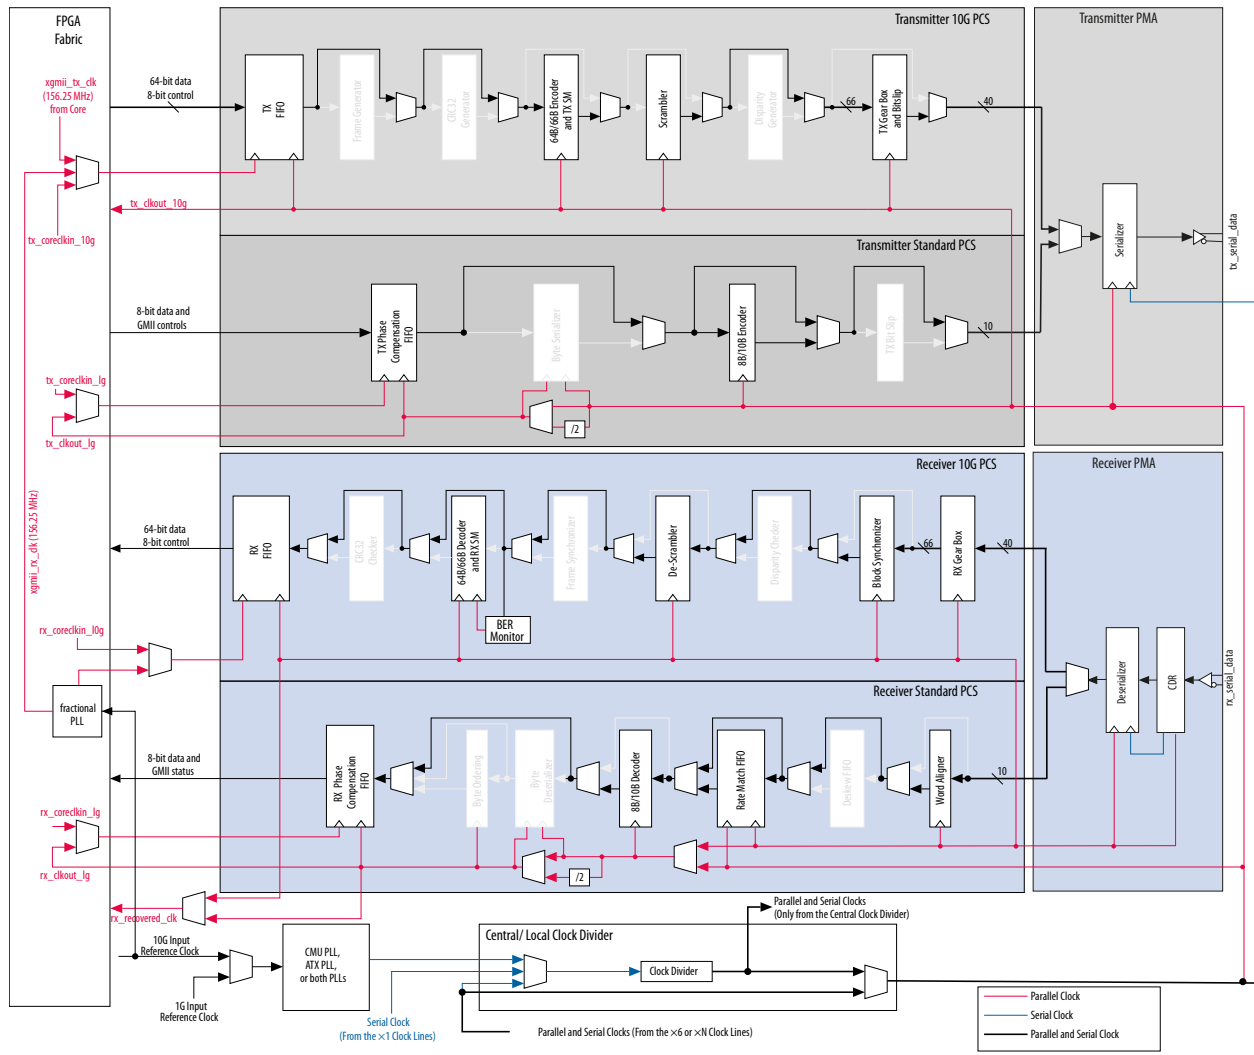 FPGA
Fabric
Transmitter 10G PCS
Transmitter PMA
xgmii_tx_clk
(156.25 MHz)
from Core
64-bit data
8-bit control
TX
FIFO
Frame Generator
CRC32
Generator
64B/66B Encoder
and TX SM
Scrambler
Disparity
Generator
66
TX Gear Box
and Bitslip
40
tx_clkout_10g
tx_coreclkin_10g
Serializer
tx_serial_data
Transmitter Standard PCS
8-bit data and
GMII controls
TX Phase
Compensation
FIFO
Byte Serializer
8B/10B Encoder
TX Bit Slip
10
tx_coreclkin_lg
tx_clkout_lg
/2
Receiver 10G PCS
Receiver PMA
xgmii_rx_clk (156.25 MHz)
64-bit data
8-bit control
RX
FIFO
CRC32
Checker
64B/66B Decoder
and RX SM
Frame Synchronizer
De-Scrambler
Disparity Checker
Block Synchronizer
66
RX Gear Box
40
BER
Monitor
rx_coreclkin_l0g
fractional
PLL
Deserializer
CDR
rx_serial_data
Receiver Standard PCS
8-bit data and
GMII status
RX Phase
Compensation
FIFO
Byte Ordering
Byte
Deserializer
8B/10B Decoder
Rate Match FIFO
Deskew FIFO
Word Aligner
10
rx_coreclkin_lg
rx_clkout_lg
/2
rx_recovered_clk
10G Input
Reference Clock
1G Input
Reference Clock
CMU PLL,
ATX PLL,
or both PLLs
Central/ Local Clock Divider
Clock Divider
Parallel and Serial Clocks
(Only from the Central Clock Divider)
Serial Clock
(From the ×1 Clock Lines)
Parallel and Serial Clocks (From the ×6 or ×N Clock Lines)
Parallel Clock
Serial Clock
Parallel and Serial Clock